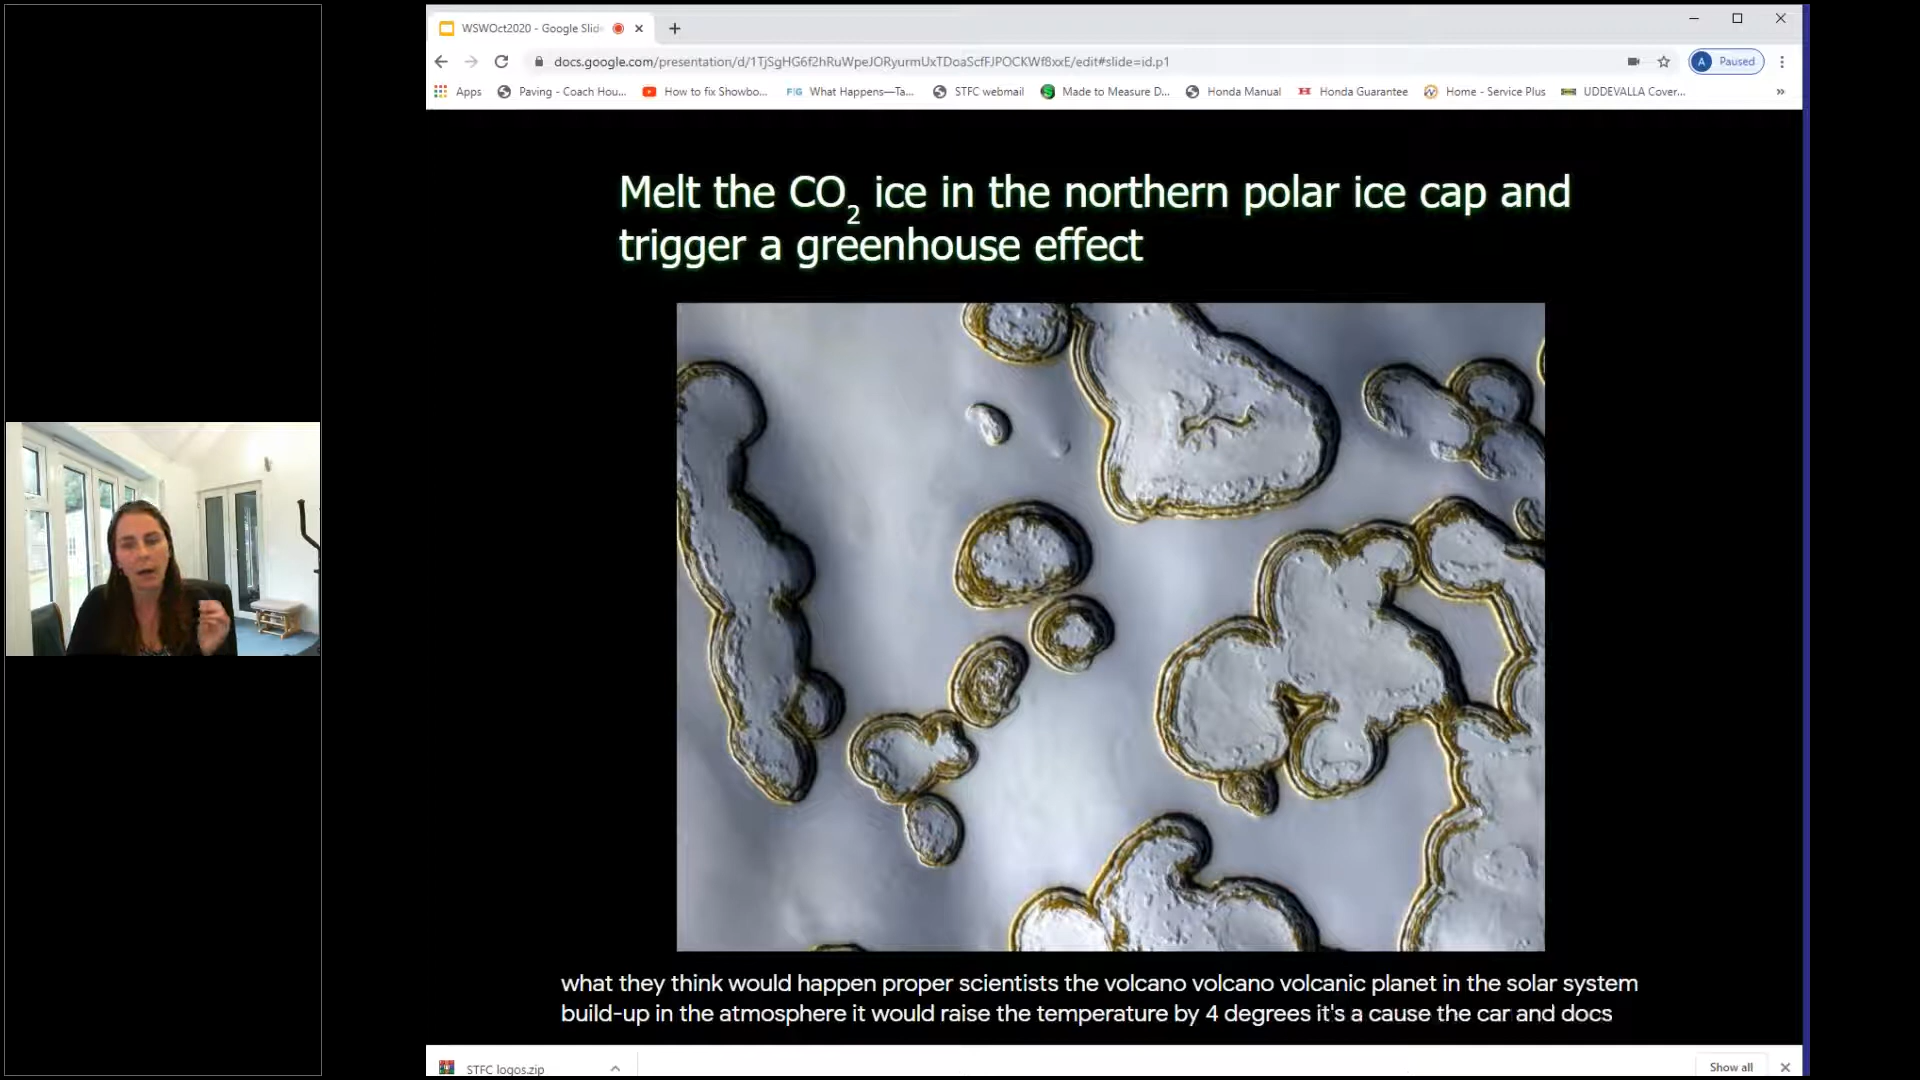 WSWOct2020 - Google Slid
docs.google.com/presentation/d/1TjSgHG6f2hRuWpeJORyurmUxTDoaScfFJPOCKWf8xxE/edit#slide=id.p1
A Paused
Apps Paving - Coach Hou... How to fix Showbo... F|G What Happens—Ta... STFC webmail Made to Measure D... Honda Manual Honda Guarantee Home - Service Plus UDDEVALLA Cover... »
Melt the CO2 ice in the northern polar ice cap and
trigger a greenhouse effect
what they think would happen proper scientists the volcano volcano volcanic planet in the solar system
build-up in the atmosphere it would raise the temperature by 4 degrees it's a cause the car and docs
STFC logos.zip
Show all